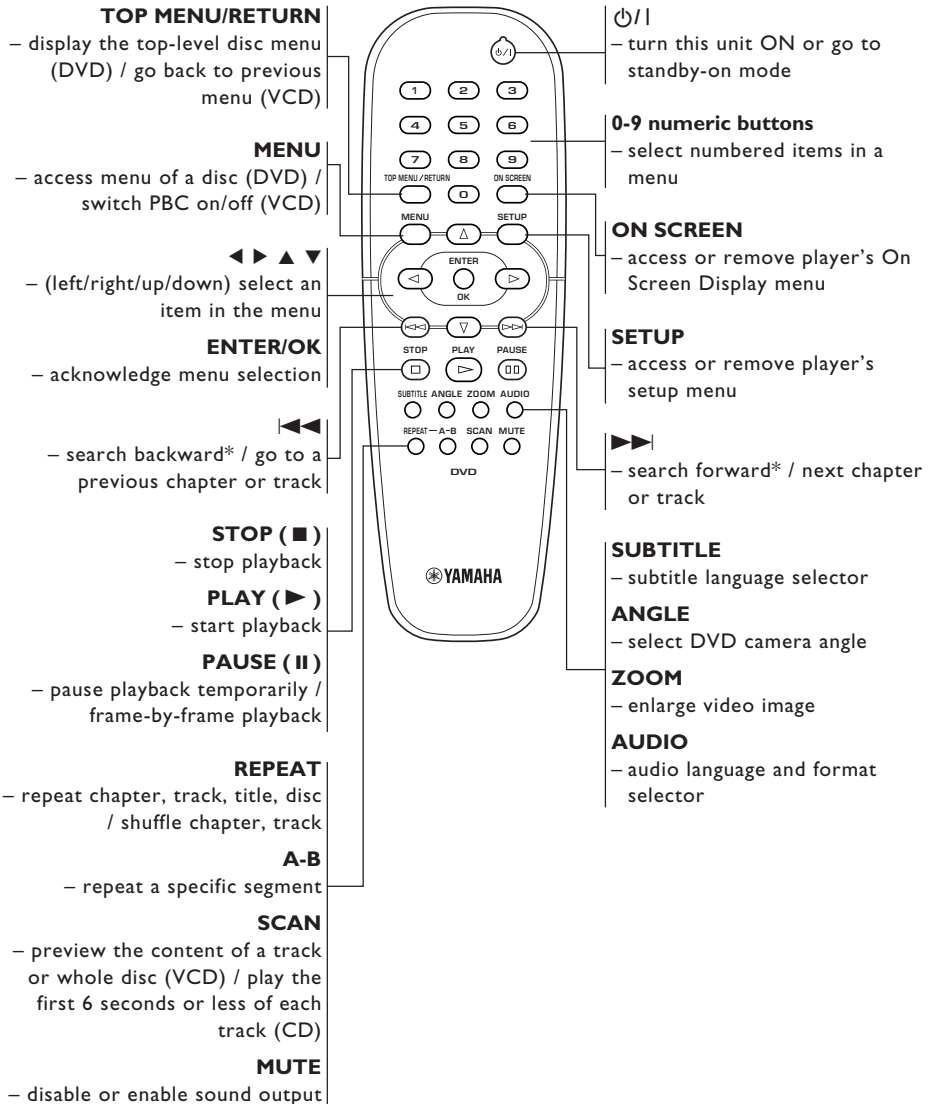 TOP MENU/RETURN
– display the top-level disc menu
(DVD) / go back to previous
menu (VCD)
MENU
– access menu of a disc (DVD) /
switch PBC on/off (VCD)
◀ ▶ ▲ ▼
– (left/right/up/down) select an
item in the menu
ENTER/OK
– acknowledge menu selection
|◀◀
– search backward* / go to a
previous chapter or track
STOP ( ■ )
– stop playback
PLAY ( ▶ )
– start playback
PAUSE ( II )
– pause playback temporarily /
frame-by-frame playback
REPEAT
– repeat chapter, track, title, disc
/ shuffle chapter, track
A-B
– repeat a specific segment
SCAN
– preview the content of a track
or whole disc (VCD) / play the
first 6 seconds or less of each
track (CD)
MUTE
– disable or enable sound output
⏻/I
1 2 3
4 5 6
7 8 9
TOP MENU/RETURN 0 ON SCREEN
MENU SETUP
ENTER
OK
STOP PLAY PAUSE
SUBTITLE ANGLE ZOOM AUDIO
REPEAT – A-B SCAN MUTE
DVD
YAMAHA
⏻/I
– turn this unit ON or go to
standby-on mode
0-9 numeric buttons
– select numbered items in a
menu
ON SCREEN
– access or remove player's On
Screen Display menu
SETUP
– access or remove player's
setup menu
▶▶|
– search forward* / next chapter
or track
SUBTITLE
– subtitle language selector
ANGLE
– select DVD camera angle
ZOOM
– enlarge video image
AUDIO
– audio language and format
selector